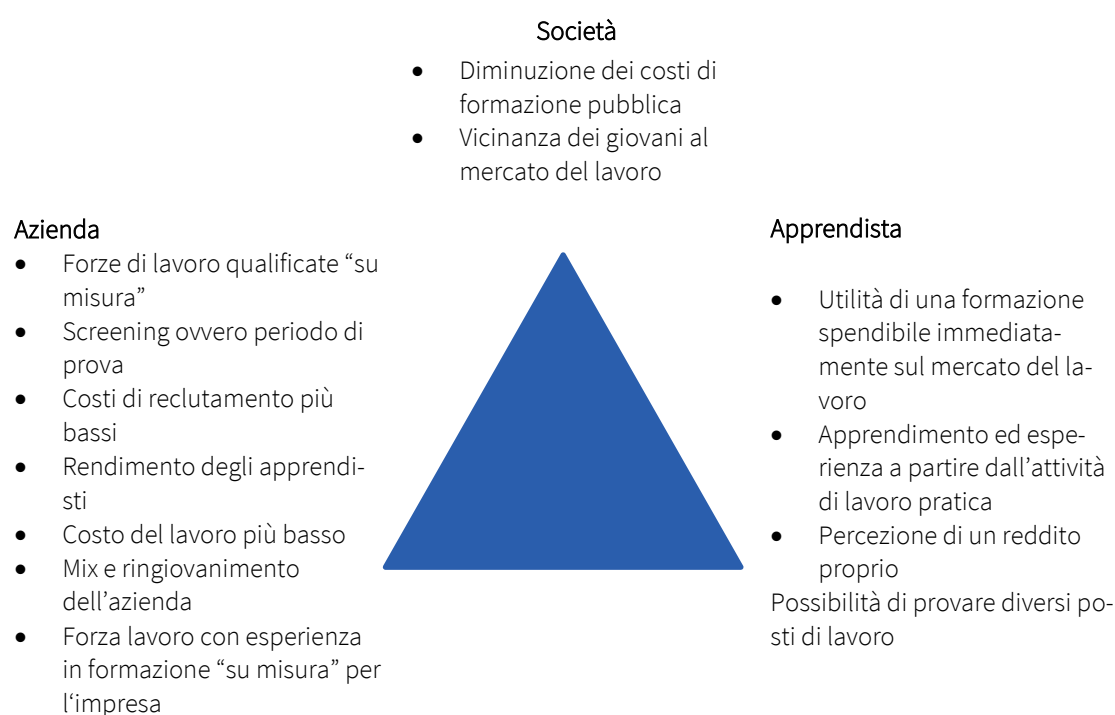 Società
• Diminuzione dei costi di
formazione pubblica
• Vicinanza dei giovani al
mercato del lavoro
Azienda
• Forze di lavoro qualificate “su
misura”
• Screening ovvero periodo di
prova
• Costi di reclutamento più
bassi
• Rendimento degli apprendi-
sti
• Costo del lavoro più basso
• Mix e ringiovanimento
dell’azienda
• Forza lavoro con esperienza
in formazione “su misura” per
l‘impresa
Apprendista
• Utilità di una formazione
spendibile immediata-
mente sul mercato del la-
voro
• Apprendimento ed espe-
rienza a partire dall’attività
di lavoro pratica
• Percezione di un reddito
proprio
Possibilità di provare diversi po-
sti di lavoro